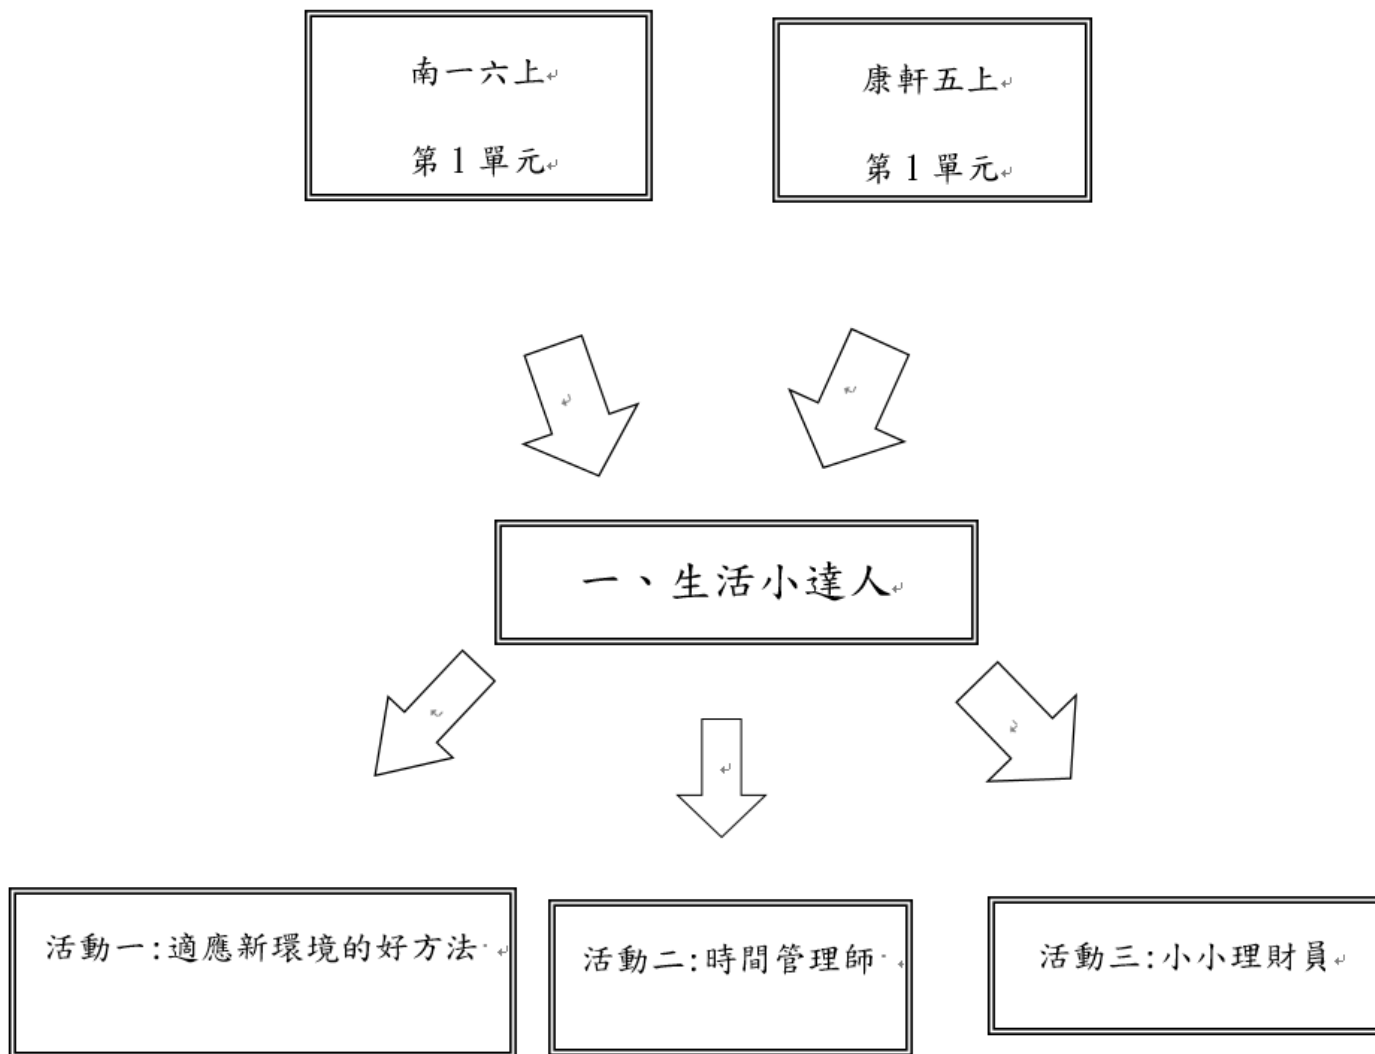 南一六上
第 1 單元
康軒五上
第 1 單元
一、生活小達人
活動一:適應新環境的好方法
活動二:時間管理師
活動三:小小理財員